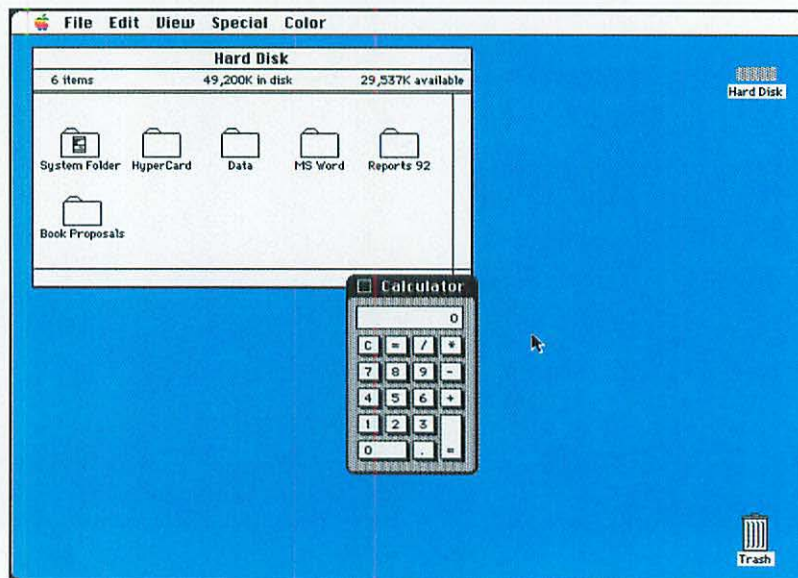 File Edit View Special Color
Hard Disk
6 items 49,200K in disk 29,537K available
Hard Disk
System Folder HyperCard Data MS Word Reports 92
Book Proposals
Calculator
0
C = / *
7 8 9 -
4 5 6 +
1 2 3
0 . =
Trash